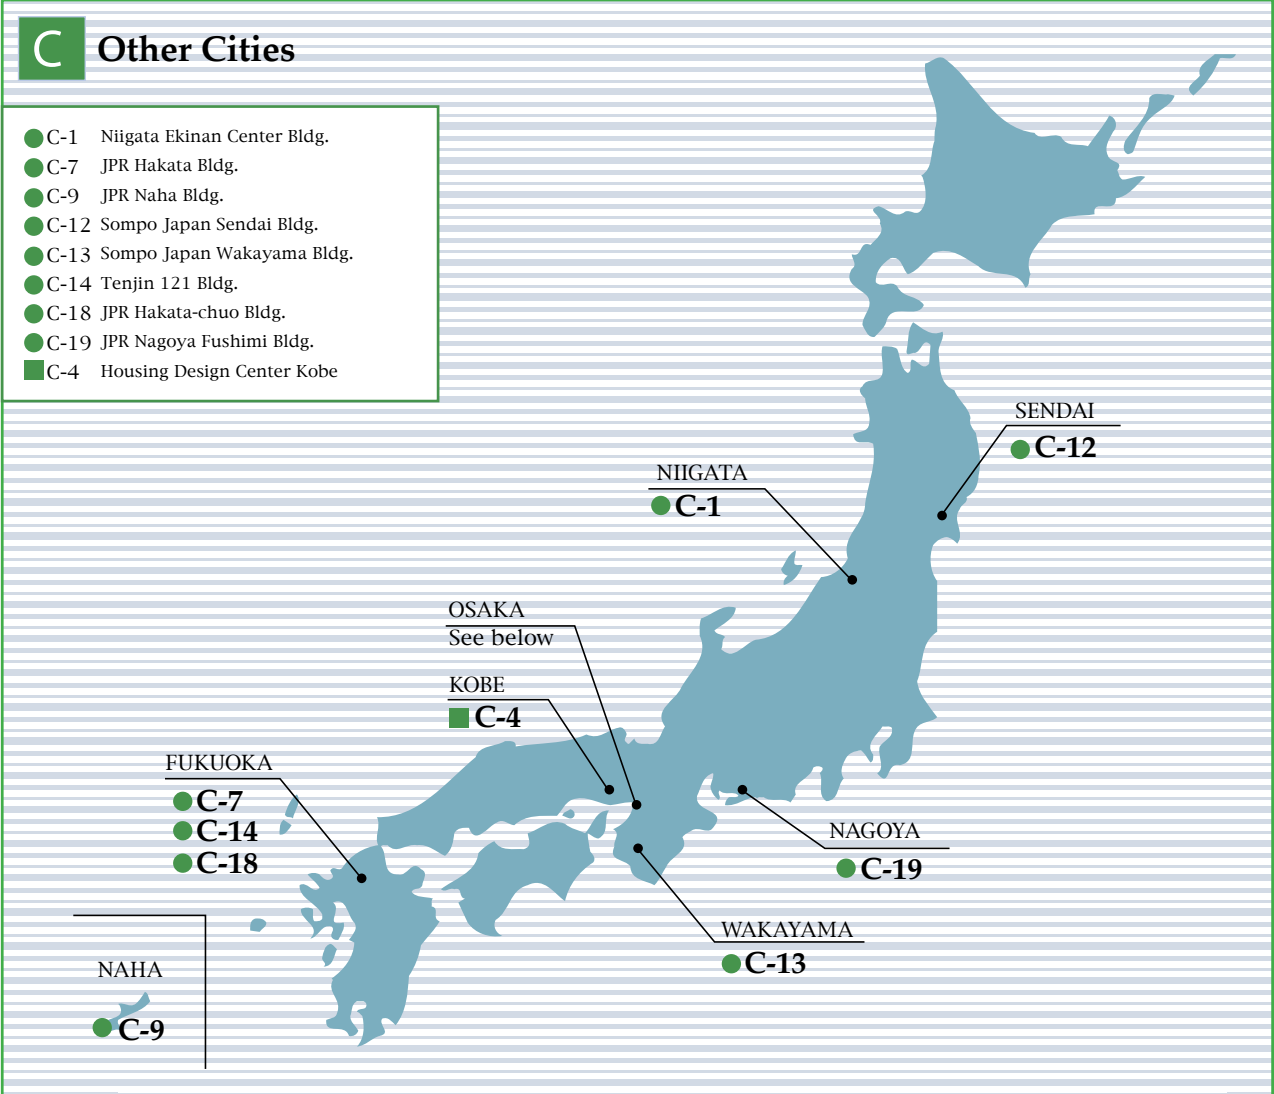 C Other Cities
C-1 Niigata Ekinan Center Bldg.
C-7 JPR Hakata Bldg.
C-9 JPR Naha Bldg.
C-12 Sompo Japan Sendai Bldg.
C-13 Sompo Japan Wakayama Bldg.
C-14 Tenjin 121 Bldg.
C-18 JPR Hakata-chuo Bldg.
C-19 JPR Nagoya Fushimi Bldg.
C-4 Housing Design Center Kobe
SENDAI
C-12
NIIGATA
C-1
OSAKA
See below
KOBE
C-4
FUKUOKA
C-7
C-14
C-18
NAGOYA
C-19
WAKAYAMA
C-13
NAHA
C-9